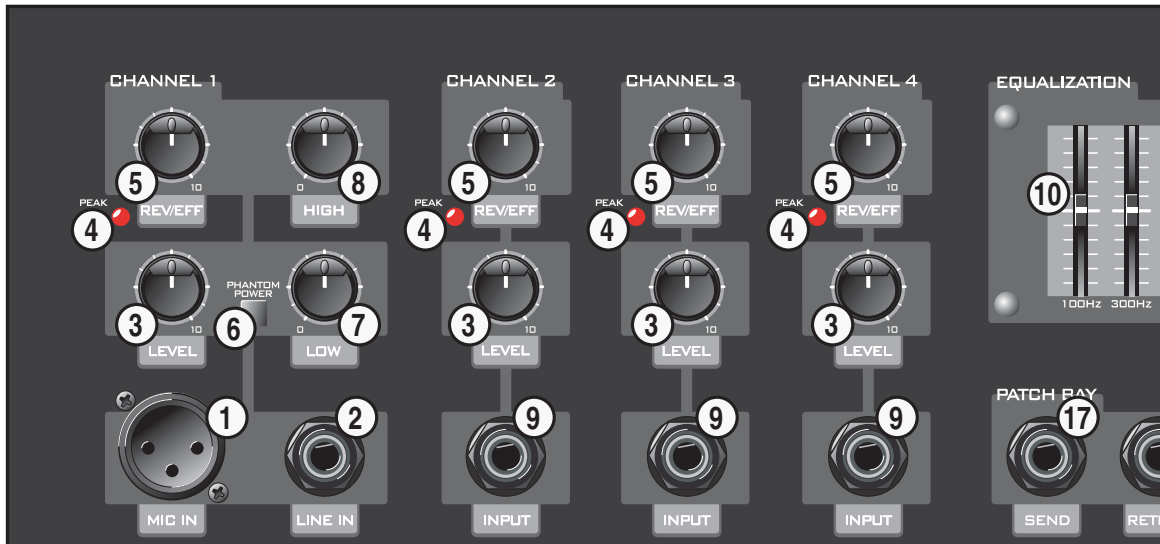 CHANNEL 1
CHANNEL 2
CHANNEL 3
CHANNEL 4
EQUALIZATION
5
8
5
5
5
10
10
0
10
10
10
PEAK
REV/EFF
HIGH
PEAK
REV/EFF
PEAK
REV/EFF
PEAK
REV/EFF
4
4
4
4
PHANTOM
POWER
3
6
7
3
3
3
10
0
10
10
10
100Hz
300Hz
LEVEL
LOW
LEVEL
LEVEL
LEVEL
PATCH BAY
1
2
9
9
9
17
MIC IN
LINE IN
INPUT
INPUT
INPUT
SEND